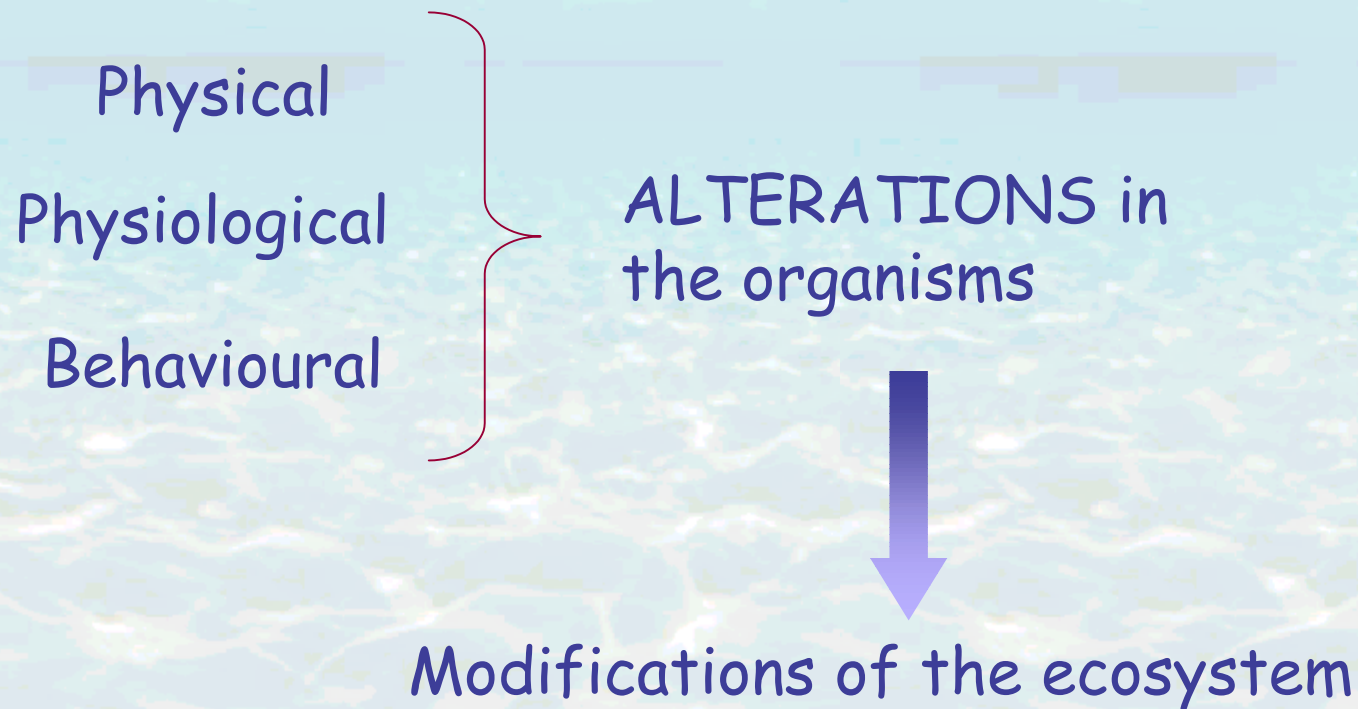 Physical
Physiological
Behavioural
ALTERATIONS in
the organisms
Modifications of the ecosystem